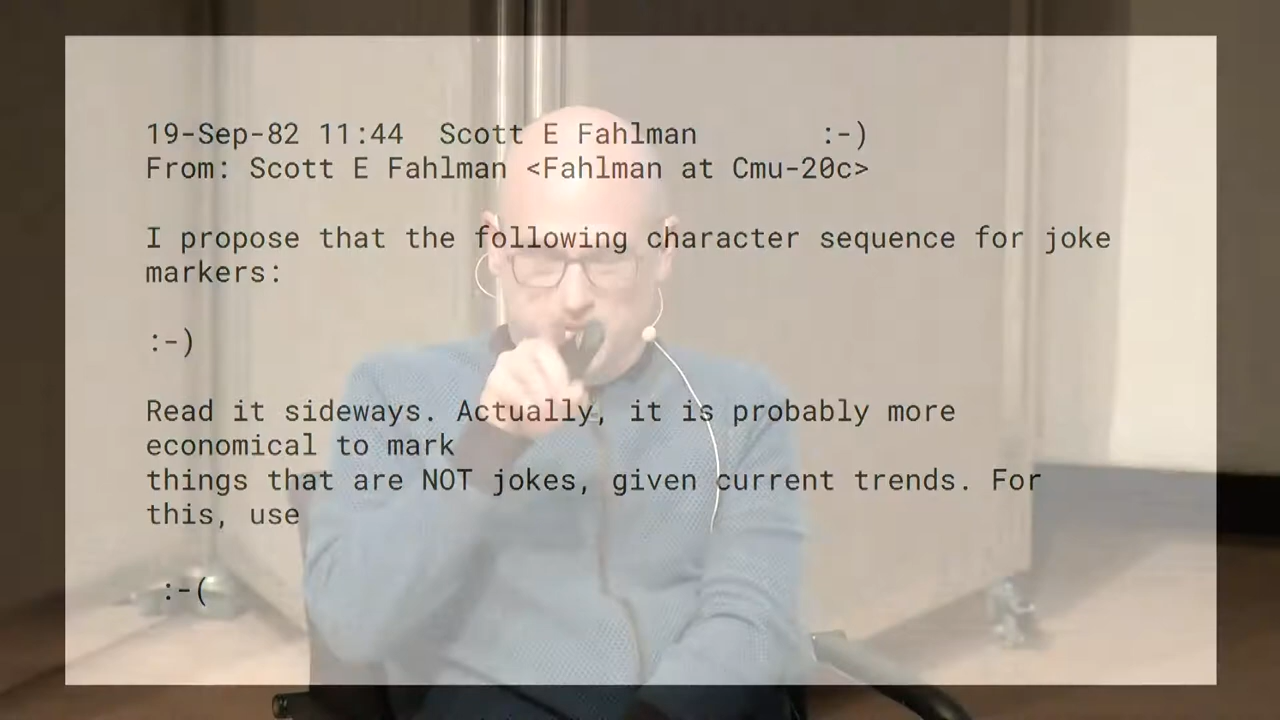 19-Sep-82 11:44  Scott E Fahlman       :-)
From: Scott E Fahlman <Fahlman at Cmu-20c>
I propose that the following character sequence for joke
markers:
:-)
Read it sideways. Actually, it is probably more
economical to mark
things that are NOT jokes, given current trends. For
this, use
:-(